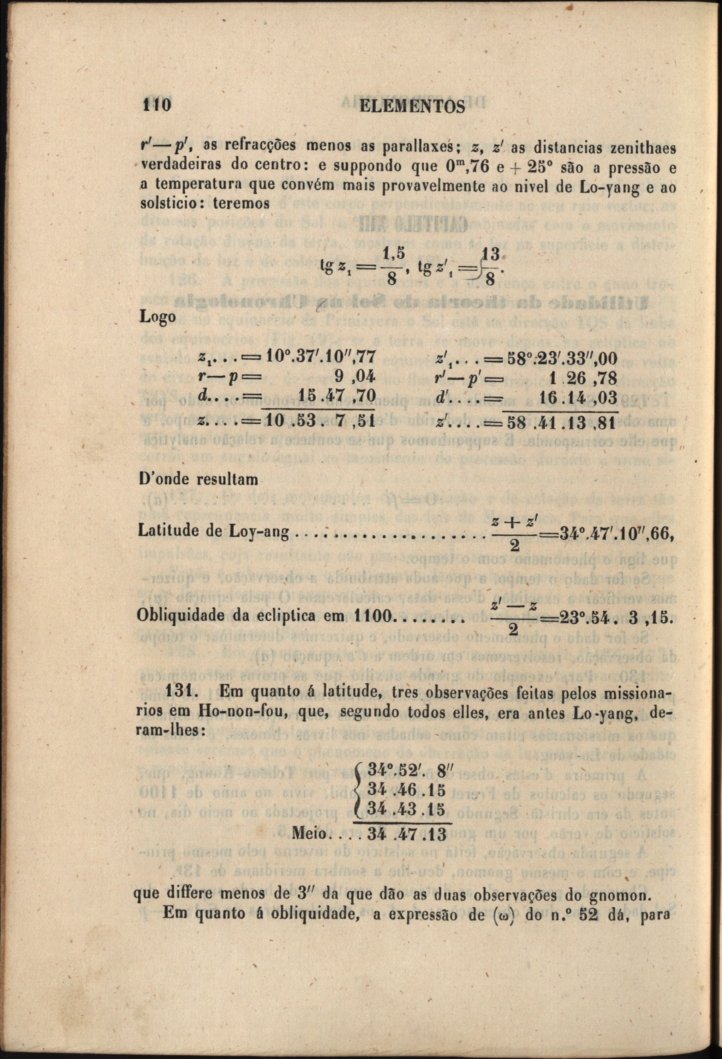 110 ELEMENTOS
r′—p′, as refracções menos as parallaxes; z, z′ as distancias zenithaes
verdadeiras do centro: e suppondo que 0ᵐ,76 e + 25° são a pressão e
a temperatura que convém mais provavelmente ao nivel de Lo-yang e ao
solsticio: teremos
tg z₁ = 1,5/8, tg z′₁ = 13/8.
Logo
z₁... = 10°.37′.10″,77 z′₁... = 58°.23′.33″,00
r—p = 9 ,04 r′—p′ = 1 26 ,78
d.... = 15.47 ,70 d′.... = 16.14 ,03
z.... = 10 .53. 7 ,51 z′.... = 58 .41 .13 .81
D'onde resultam
Latitude de Loy-ang .................... (z + z′)/2 = 34°.47′.10″,66,
Obliquidade da ecliptica em 1100........ (z′ — z)/2 = 23°.54. 3 ,15.
131. Em quanto á latitude, tres observações feitas pelos missiona-
rios em Ho-non-fou, que, segundo todos elles, era antes Lo-yang, de-
ram-lhes:
34°.52′. 8″
34 .46 .15
34 .43 .15
Meio.... 34 .47 .13
que differe menos de 3″ da que dão as duas observações do gnomon.
Em quanto á obliquidade, a expressão de (ω) do n.º 52 dá, para